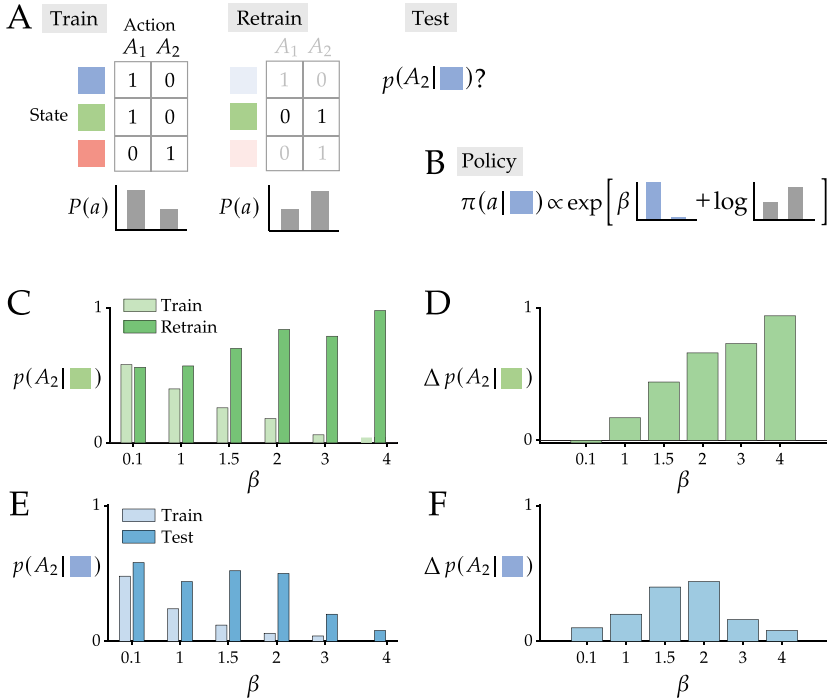 A Train Retrain Test
Action
A₁ A₂ A₁ A₂
1 0 1 0 p(A₂| )?
State 1 0 0 1
0 1 0 1
B Policy
P(a) P(a) π(a| ) ∝ exp[β + log ]
C D
1 Train 1
Retrain
p(A₂| ) Δ p(A₂| )
0 0
0.1 1 1.5 2 3 4 0.1 1 1.5 2 3 4
β β
E F
1 Train 1
Test
p(A₂| ) Δ p(A₂| )
0 0
0.1 1 1.5 2 3 4 0.1 1 1.5 2 3 4
β β